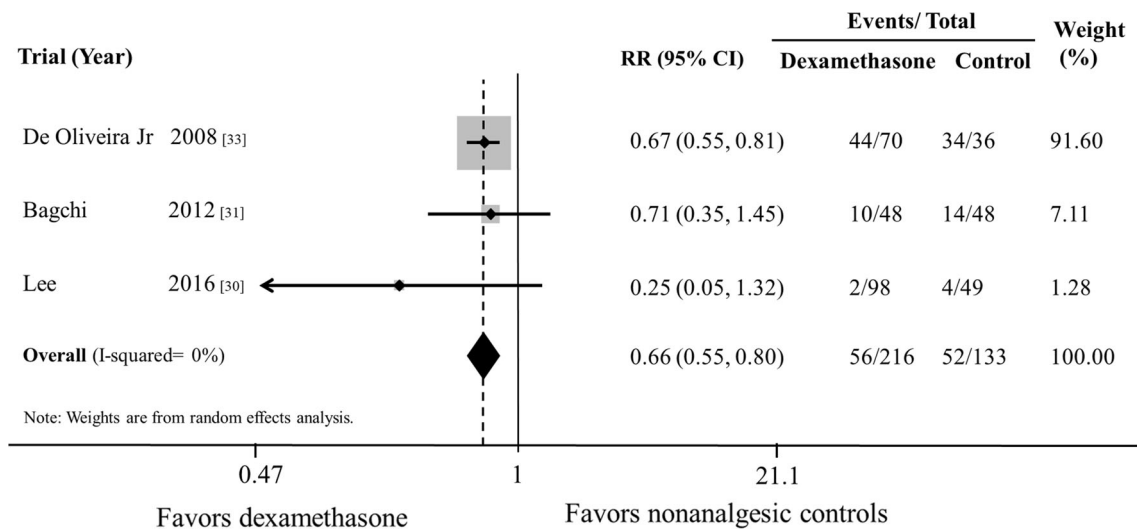 Events/ Total
Trial (Year) RR (95% CI) Dexamethasone Control Weight (%)
De Oliveira Jr 2008 [33] 0.67 (0.55, 0.81) 44/70 34/36 91.60
Bagchi 2012 [31] 0.71 (0.35, 1.45) 10/48 14/48 7.11
Lee 2016 [30] 0.25 (0.05, 1.32) 2/98 4/49 1.28
Overall (I-squared= 0%) 0.66 (0.55, 0.80) 56/216 52/133 100.00
Note: Weights are from random effects analysis.
0.47 1 21.1
Favors dexamethasone Favors nonanalgesic controls